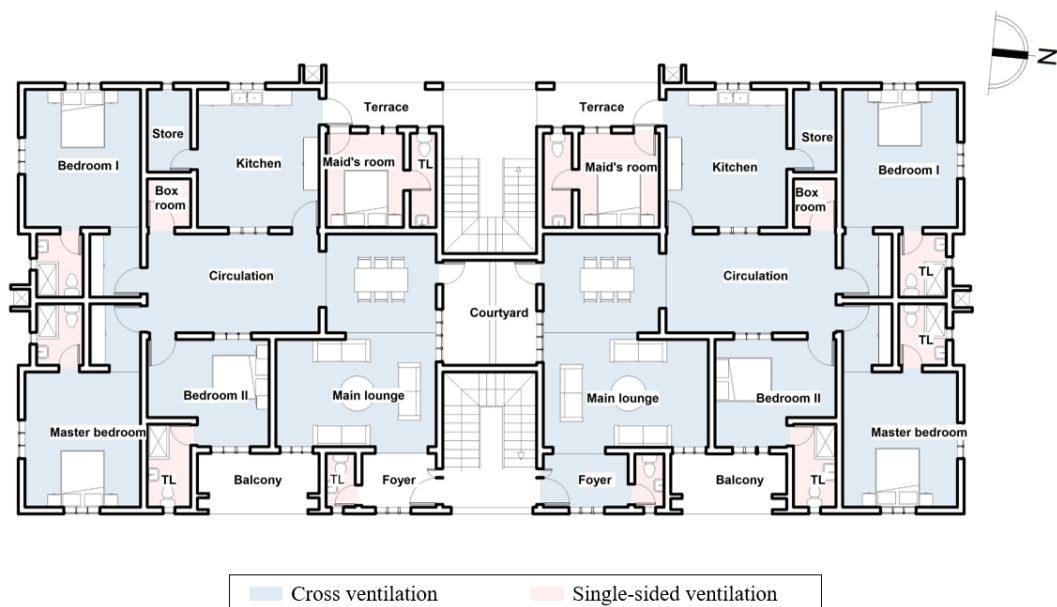 N
Terrace
Terrace
Store
Store
Bedroom I
Kitchen
Maid's room
TL
Maid's room
Kitchen
Bedroom I
Box
room
Box
room
Circulation
Circulation
TL
Courtyard
TL
Bedroom II
Main lounge
Main lounge
Bedroom II
Master bedroom
Master bedroom
TL
Balcony
TL
Foyer
Foyer
Balcony
TL
Cross ventilation
Single-sided ventilation